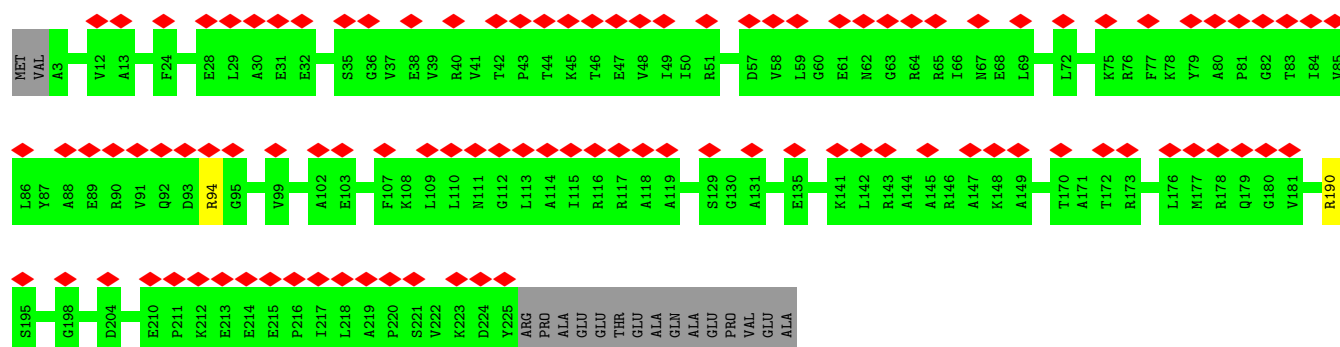 MET VAL A3 V12 A13 F24 E28 L29 A30 E31 E32 S35 G36 V37 E38 V39 R40 V41 T42 P43 T44 K45 T46 E47 V48 I49 I50 R51 D57 V58 L59 G60 E61 N62 G63 R64 R65 I66 N67 E68 L69 L72 K75 R76 F77 K78 Y79 A80 P81 G82 T83 I84 V85
L86 Y87 A88 E89 R90 V91 Q92 D93 R94 G95 V99 A102 E103 F107 K108 L109 L110 N111 G112 L113 A114 I115 R116 R117 A118 A119 S129 G130 A131 E135 K141 L142 R143 A144 A145 R146 A147 K148 A149 T170 A171 T172 R173 L176 M177 R178 Q179 G180 V181 R190
S195 G198 D204 E210 P211 K212 E213 E214 E215 P216 I217 L218 A219 P220 S221 V222 K223 D224 Y225 ARG PRO ALA GLU GLU THR GLU ALA GLN ALA GLU PRO VAL GLU ALA